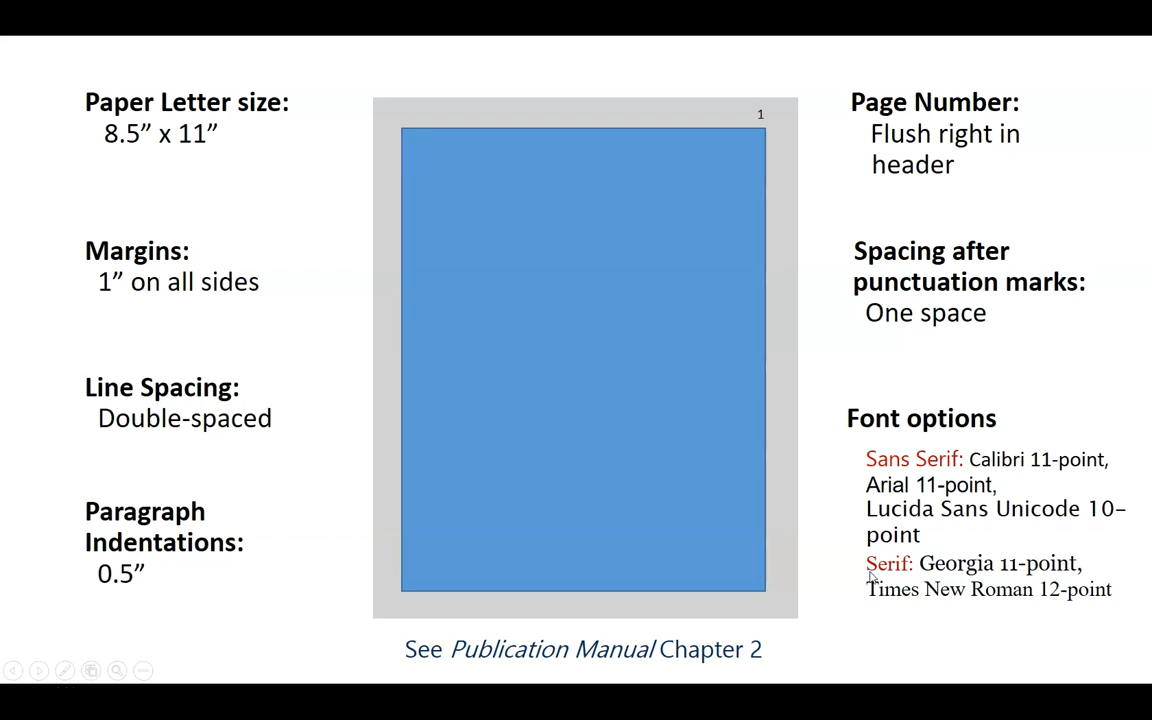 Paper Letter size:
8.5” x 11”
Margins:
1” on all sides
Line Spacing:
Double-spaced
Paragraph
Indentations:
0.5”
1
Page Number:
Flush right in
header
Spacing after
punctuation marks:
One space
Font options
Sans Serif: Calibri 11-point,
Arial 11-point,
Lucida Sans Unicode 10–
point
Serif: Georgia 11-point,
Times New Roman 12-point
See Publication Manual Chapter 2